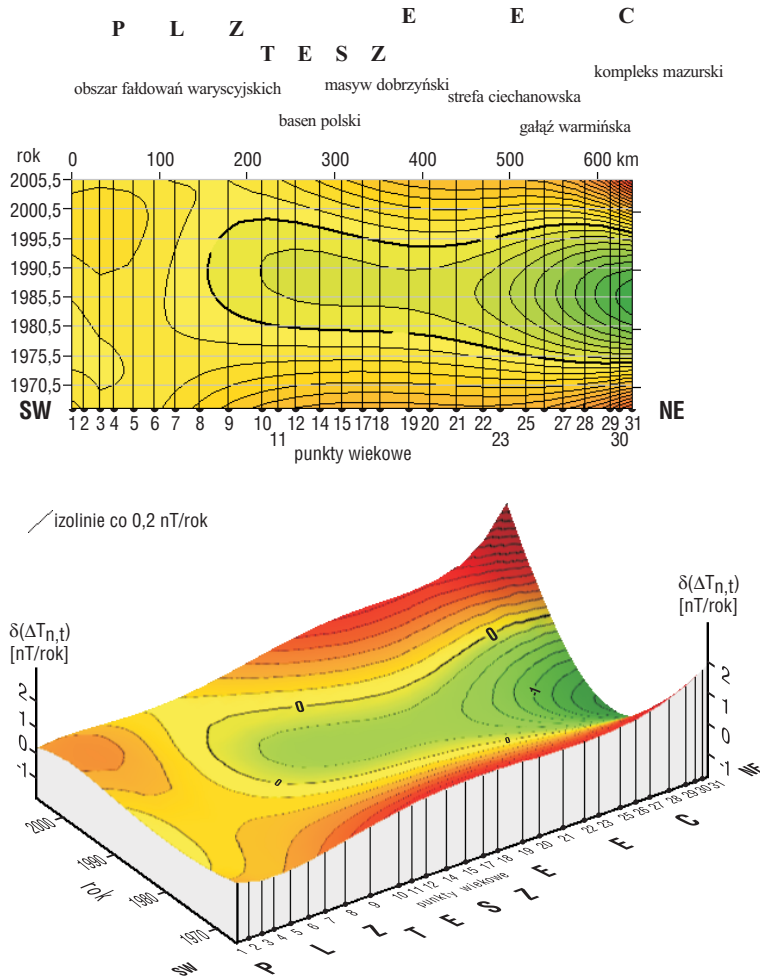 P L Z E E C
T E S Z
kompleks mazurski
obszar fałdowań waryscyjskich masyw dobrzyński
strefa ciechanowska
basen polski gałąź warmińska
rok 0 100 200 300 400 500 600 km
2005,5
2000,5
1995,5
1990,5
1985,5
1980,5
1975,5
1970,5
SW NE
1 2 3 4 5 6 7 8 9 10 12 14 15 17 18 19 20 21 22 25 27 28 29 31
11 23 30
punkty wiekowe
izolinie co 0,2 nT/rok
δ(ΔTn,t)
[nT/rok]
2
1
0
-1
δ(ΔTn,t)
[nT/rok]
2
1
0
-1
0
0
-1
0
0
2000
1990
1980
1970
rok
1 2 3 4 5 6 7 8 9 10 11 12 14 15 17 18 19 20 21 22 23 25 26 27 28 29 30 31
punkty wiekowe
SW NE
P L Z T E S Z E E C